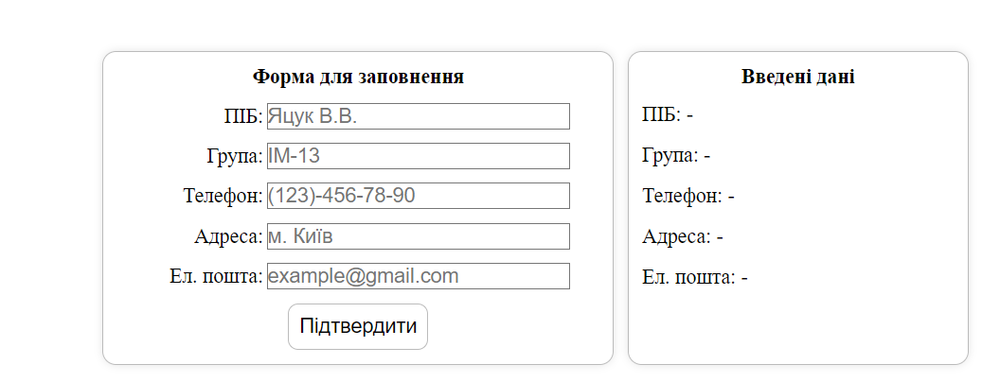 Форма для заповнення
ПІБ: Яцук В.В.
Група: ІМ-13
Телефон: (123)-456-78-90
Адреса: м. Київ
Ел. пошта: example@gmail.com
Підтвердити
Введені дані
ПІБ: -
Група: -
Телефон: -
Адреса: -
Ел. пошта: -